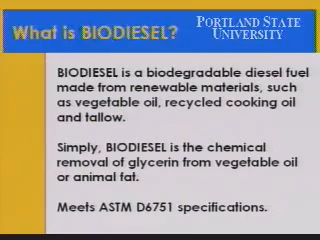 What is BIODIESEL?
PORTLAND STATE
UNIVERSITY
BIODIESEL is a biodegradable diesel fuel
made from renewable materials, such
as vegetable oil, recycled cooking oil
and tallow.
Simply, BIODIESEL is the chemical
removal of glycerin from vegetable oil
or animal fat.
Meets ASTM D6751 specifications.